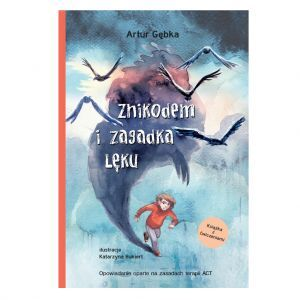 Artur Gębka
Znikodem
i zagadka
lęku
Książka
z
ćwiczeniami
ilustracje
Katarzyna Bukiert
Opowiadanie oparte na zasadach terapii ACT